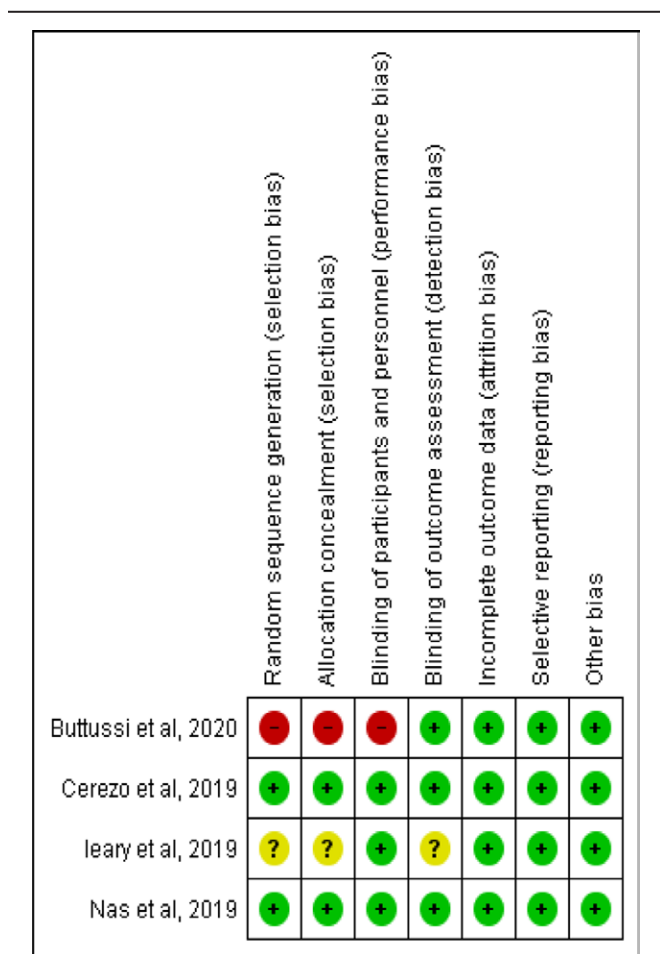 Random sequence generation (selection bias)
Allocation concealment (selection bias)
Blinding of participants and personnel (performance bias)
Blinding of outcome assessment (detection bias)
Incomplete outcome data (attrition bias)
Selective reporting (reporting bias)
Other bias
Buttussi et al, 2020 - - - + + + +
Cerezo et al, 2019 + + + + + + +
leary et al, 2019 ? ? + ? + + +
Nas et al, 2019 + + + + + + +